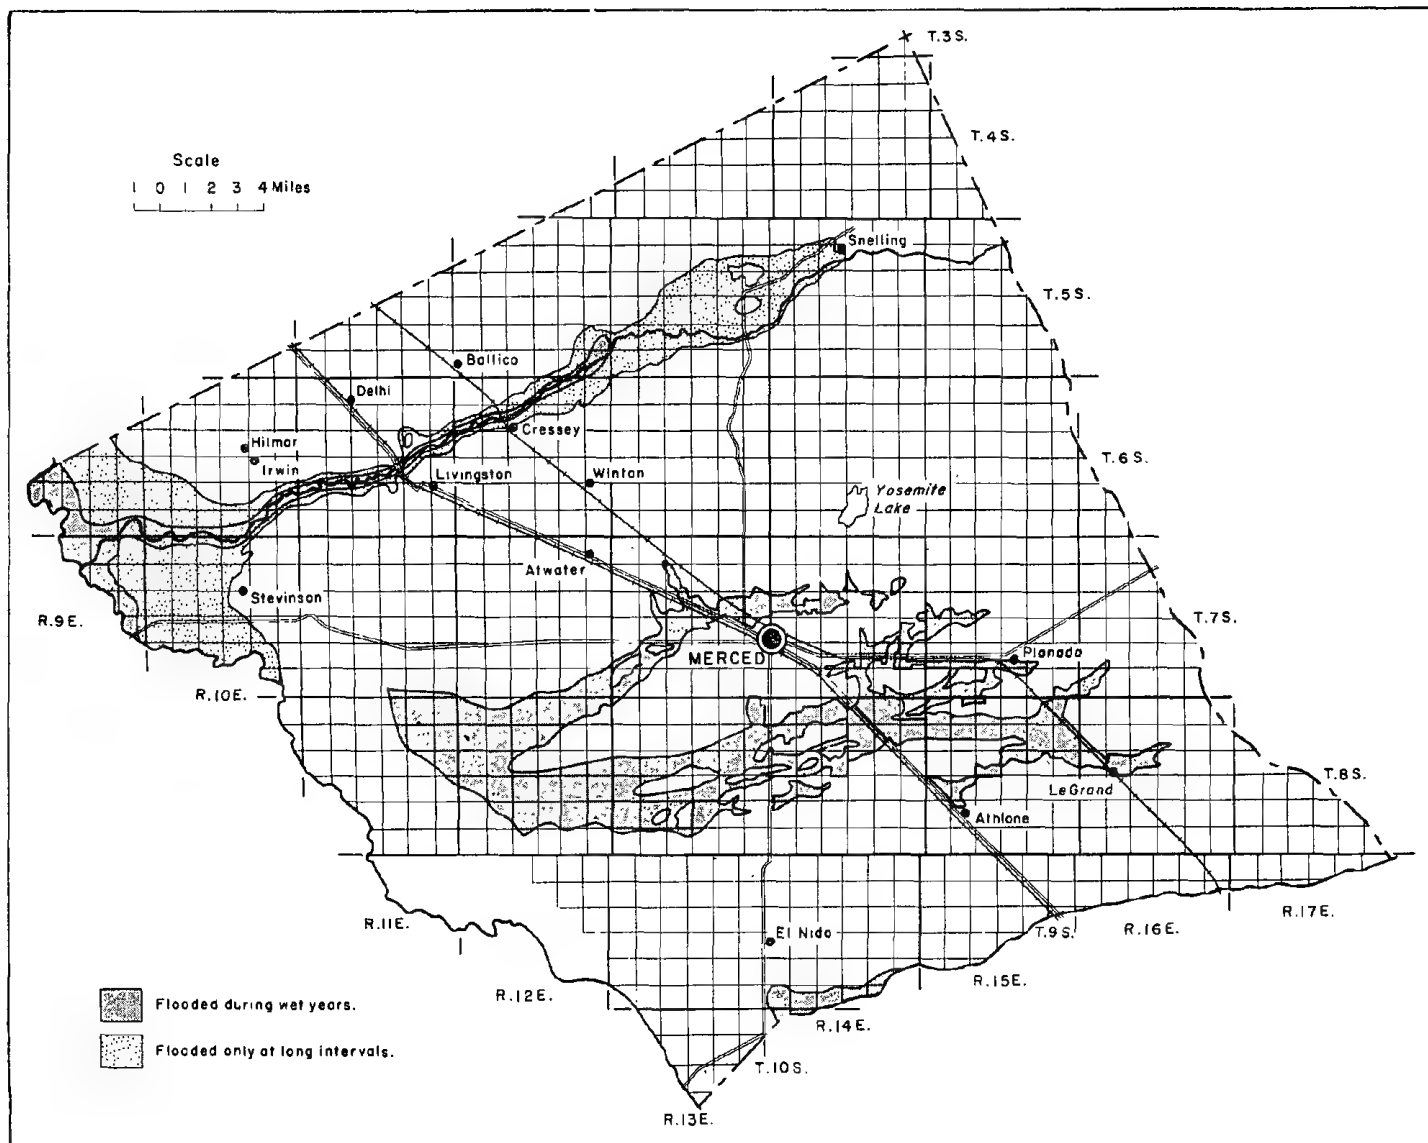 T.3S.
T.4S.
Scale
1 0 1 2 3 4 Miles
Snelling
T.5S.
Ballico
Delhi
Cressey
Hilmar
Irwin
T.6S.
Livingston
Winton
Yosemite
Lake
Atwater
Stevinson
R.9E.
T.7S.
MERCED
Planada
R.10E.
T.8S.
LeGrand
Athlone
R.11E.
El Nido
T.9S.
R.16E.
R.17E.
R.15E.
R.12E.
Flooded during wet years.
R.14E.
Flooded only at long intervals.
T.10S.
R.13E.